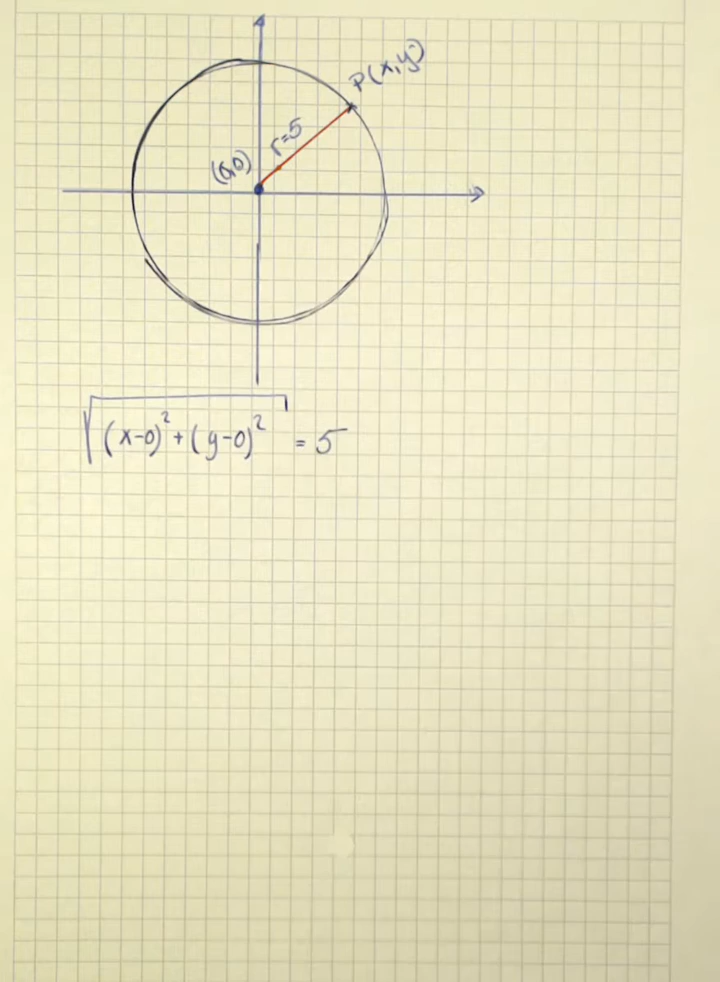 P(x,y)
r=5
(0,0)
√(x-0)²+(y-0)² = 5